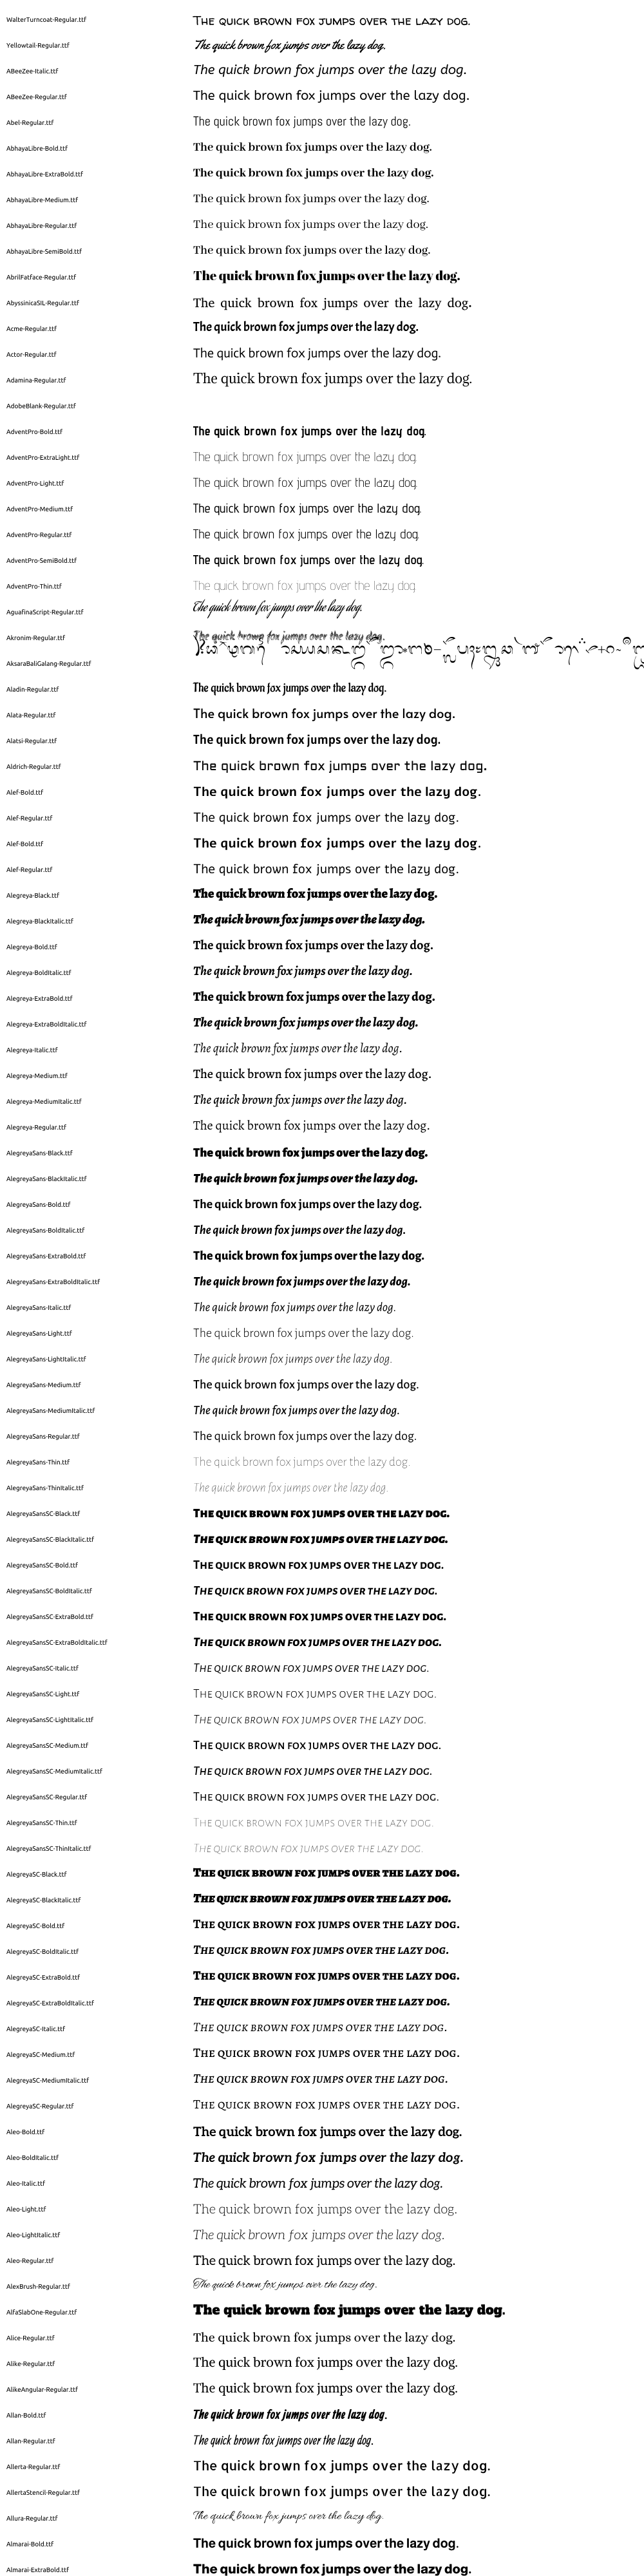 WalterTurncoat-Regular.ttf The quick brown fox jumps over the lazy dog.
Yellowtail-Regular.ttf The quick brown fox jumps over the lazy dog.
ABeeZee-Italic.ttf The quick brown fox jumps over the lazy dog.
ABeeZee-Regular.ttf The quick brown fox jumps over the lazy dog.
Abel-Regular.ttf The quick brown fox jumps over the lazy dog.
AbhayaLibre-Bold.ttf The quick brown fox jumps over the lazy dog.
AbhayaLibre-ExtraBold.ttf The quick brown fox jumps over the lazy dog.
AbhayaLibre-Medium.ttf The quick brown fox jumps over the lazy dog.
AbhayaLibre-Regular.ttf The quick brown fox jumps over the lazy dog.
AbhayaLibre-SemiBold.ttf The quick brown fox jumps over the lazy dog.
AbrilFatface-Regular.ttf The quick brown fox jumps over the lazy dog.
AbyssinicaSIL-Regular.ttf The quick brown fox jumps over the lazy dog.
Acme-Regular.ttf The quick brown fox jumps over the lazy dog.
Actor-Regular.ttf The quick brown fox jumps over the lazy dog.
Adamina-Regular.ttf The quick brown fox jumps over the lazy dog.
AdobeBlank-Regular.ttf
AdventPro-Bold.ttf The quick brown fox jumps over the lazy dog.
AdventPro-ExtraLight.ttf The quick brown fox jumps over the lazy dog.
AdventPro-Light.ttf The quick brown fox jumps over the lazy dog.
AdventPro-Medium.ttf The quick brown fox jumps over the lazy dog.
AdventPro-Regular.ttf The quick brown fox jumps over the lazy dog.
AdventPro-SemiBold.ttf The quick brown fox jumps over the lazy dog.
AdventPro-Thin.ttf The quick brown fox jumps over the lazy dog.
AguafinaScript-Regular.ttf The quick brown fox jumps over the lazy dog.
Akronim-Regular.ttf The quick brown fox jumps over the lazy dog.
AksaraBaliGalang-Regular.ttf
Aladin-Regular.ttf The quick brown fox jumps over the lazy dog.
Alata-Regular.ttf The quick brown fox jumps over the lazy dog.
Alatsi-Regular.ttf The quick brown fox jumps over the lazy dog.
Aldrich-Regular.ttf The quick brown fox jumps over the lazy dog.
Alef-Bold.ttf The quick brown fox jumps over the lazy dog.
Alef-Regular.ttf The quick brown fox jumps over the lazy dog.
Alef-Bold.ttf The quick brown fox jumps over the lazy dog.
Alef-Regular.ttf The quick brown fox jumps over the lazy dog.
Alegreya-Black.ttf The quick brown fox jumps over the lazy dog.
Alegreya-BlackItalic.ttf The quick brown fox jumps over the lazy dog.
Alegreya-Bold.ttf The quick brown fox jumps over the lazy dog.
Alegreya-BoldItalic.ttf The quick brown fox jumps over the lazy dog.
Alegreya-ExtraBold.ttf The quick brown fox jumps over the lazy dog.
Alegreya-ExtraBoldItalic.ttf The quick brown fox jumps over the lazy dog.
Alegreya-Italic.ttf The quick brown fox jumps over the lazy dog.
Alegreya-Medium.ttf The quick brown fox jumps over the lazy dog.
Alegreya-MediumItalic.ttf The quick brown fox jumps over the lazy dog.
Alegreya-Regular.ttf The quick brown fox jumps over the lazy dog.
AlegreyaSans-Black.ttf The quick brown fox jumps over the lazy dog.
AlegreyaSans-BlackItalic.ttf The quick brown fox jumps over the lazy dog.
AlegreyaSans-Bold.ttf The quick brown fox jumps over the lazy dog.
AlegreyaSans-BoldItalic.ttf The quick brown fox jumps over the lazy dog.
AlegreyaSans-ExtraBold.ttf The quick brown fox jumps over the lazy dog.
AlegreyaSans-ExtraBoldItalic.ttf The quick brown fox jumps over the lazy dog.
AlegreyaSans-Italic.ttf The quick brown fox jumps over the lazy dog.
AlegreyaSans-Light.ttf The quick brown fox jumps over the lazy dog.
AlegreyaSans-LightItalic.ttf The quick brown fox jumps over the lazy dog.
AlegreyaSans-Medium.ttf The quick brown fox jumps over the lazy dog.
AlegreyaSans-MediumItalic.ttf The quick brown fox jumps over the lazy dog.
AlegreyaSans-Regular.ttf The quick brown fox jumps over the lazy dog.
AlegreyaSans-Thin.ttf The quick brown fox jumps over the lazy dog.
AlegreyaSans-ThinItalic.ttf The quick brown fox jumps over the lazy dog.
AlegreyaSansSC-Black.ttf The quick brown fox jumps over the lazy dog.
AlegreyaSansSC-BlackItalic.ttf The quick brown fox jumps over the lazy dog.
AlegreyaSansSC-Bold.ttf The quick brown fox jumps over the lazy dog.
AlegreyaSansSC-BoldItalic.ttf The quick brown fox jumps over the lazy dog.
AlegreyaSansSC-ExtraBold.ttf The quick brown fox jumps over the lazy dog.
AlegreyaSansSC-ExtraBoldItalic.ttf The quick brown fox jumps over the lazy dog.
AlegreyaSansSC-Italic.ttf The quick brown fox jumps over the lazy dog.
AlegreyaSansSC-Light.ttf The quick brown fox jumps over the lazy dog.
AlegreyaSansSC-LightItalic.ttf The quick brown fox jumps over the lazy dog.
AlegreyaSansSC-Medium.ttf The quick brown fox jumps over the lazy dog.
AlegreyaSansSC-MediumItalic.ttf The quick brown fox jumps over the lazy dog.
AlegreyaSansSC-Regular.ttf The quick brown fox jumps over the lazy dog.
AlegreyaSansSC-Thin.ttf The quick brown fox jumps over the lazy dog.
AlegreyaSansSC-ThinItalic.ttf The quick brown fox jumps over the lazy dog.
AlegreyaSC-Black.ttf The quick brown fox jumps over the lazy dog.
AlegreyaSC-BlackItalic.ttf The quick brown fox jumps over the lazy dog.
AlegreyaSC-Bold.ttf The quick brown fox jumps over the lazy dog.
AlegreyaSC-BoldItalic.ttf The quick brown fox jumps over the lazy dog.
AlegreyaSC-ExtraBold.ttf The quick brown fox jumps over the lazy dog.
AlegreyaSC-ExtraBoldItalic.ttf The quick brown fox jumps over the lazy dog.
AlegreyaSC-Italic.ttf The quick brown fox jumps over the lazy dog.
AlegreyaSC-Medium.ttf The quick brown fox jumps over the lazy dog.
AlegreyaSC-MediumItalic.ttf The quick brown fox jumps over the lazy dog.
AlegreyaSC-Regular.ttf The quick brown fox jumps over the lazy dog.
Aleo-Bold.ttf The quick brown fox jumps over the lazy dog.
Aleo-BoldItalic.ttf The quick brown fox jumps over the lazy dog.
Aleo-Italic.ttf The quick brown fox jumps over the lazy dog.
Aleo-Light.ttf The quick brown fox jumps over the lazy dog.
Aleo-LightItalic.ttf The quick brown fox jumps over the lazy dog.
Aleo-Regular.ttf The quick brown fox jumps over the lazy dog.
AlexBrush-Regular.ttf The quick brown fox jumps over the lazy dog.
AlfaSlabOne-Regular.ttf The quick brown fox jumps over the lazy dog.
Alice-Regular.ttf The quick brown fox jumps over the lazy dog.
Alike-Regular.ttf The quick brown fox jumps over the lazy dog.
AlikeAngular-Regular.ttf The quick brown fox jumps over the lazy dog.
Allan-Bold.ttf The quick brown fox jumps over the lazy dog.
Allan-Regular.ttf The quick brown fox jumps over the lazy dog.
Allerta-Regular.ttf The quick brown fox jumps over the lazy dog.
AllertaStencil-Regular.ttf The quick brown fox jumps over the lazy dog.
Allura-Regular.ttf The quick brown fox jumps over the lazy dog.
Almarai-Bold.ttf The quick brown fox jumps over the lazy dog.
Almarai-ExtraBold.ttf The quick brown fox jumps over the lazy dog.